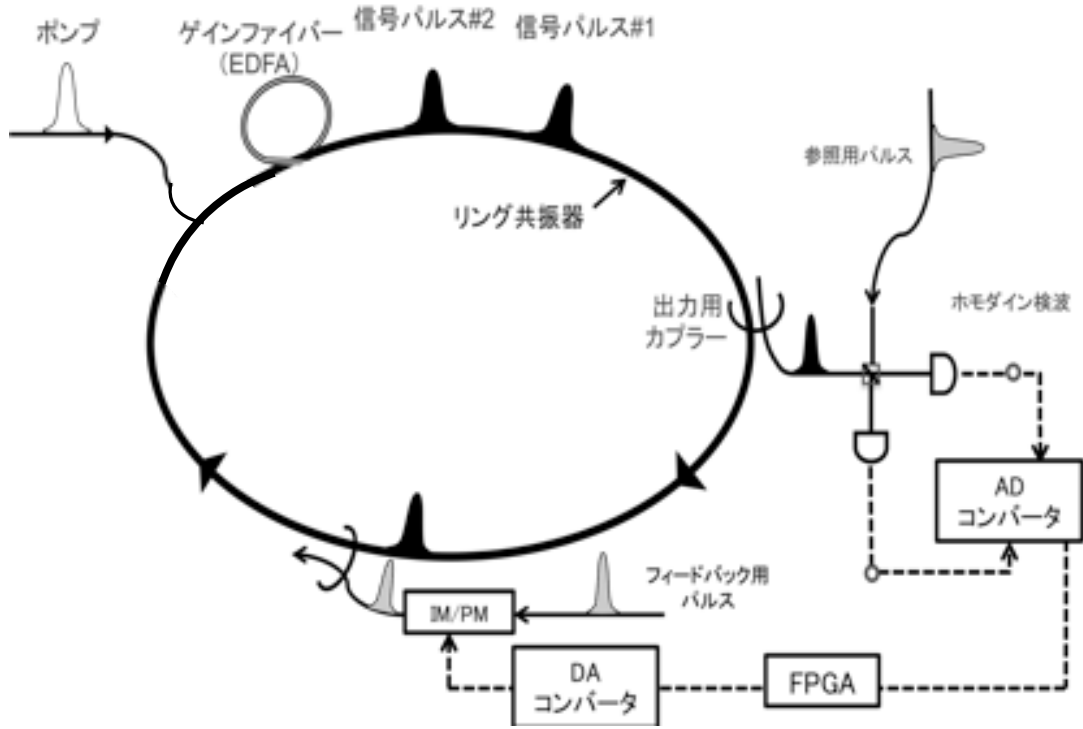 ポンプ
ゲインファイバー
(EDFA)
信号パルス#2
信号パルス#1
参照用パルス
リング共振器
出力用
カプラー
ホモダイン検波
AD
コンバータ
フィードバック用
パルス
IM/PM
DA
コンバータ
FPGA